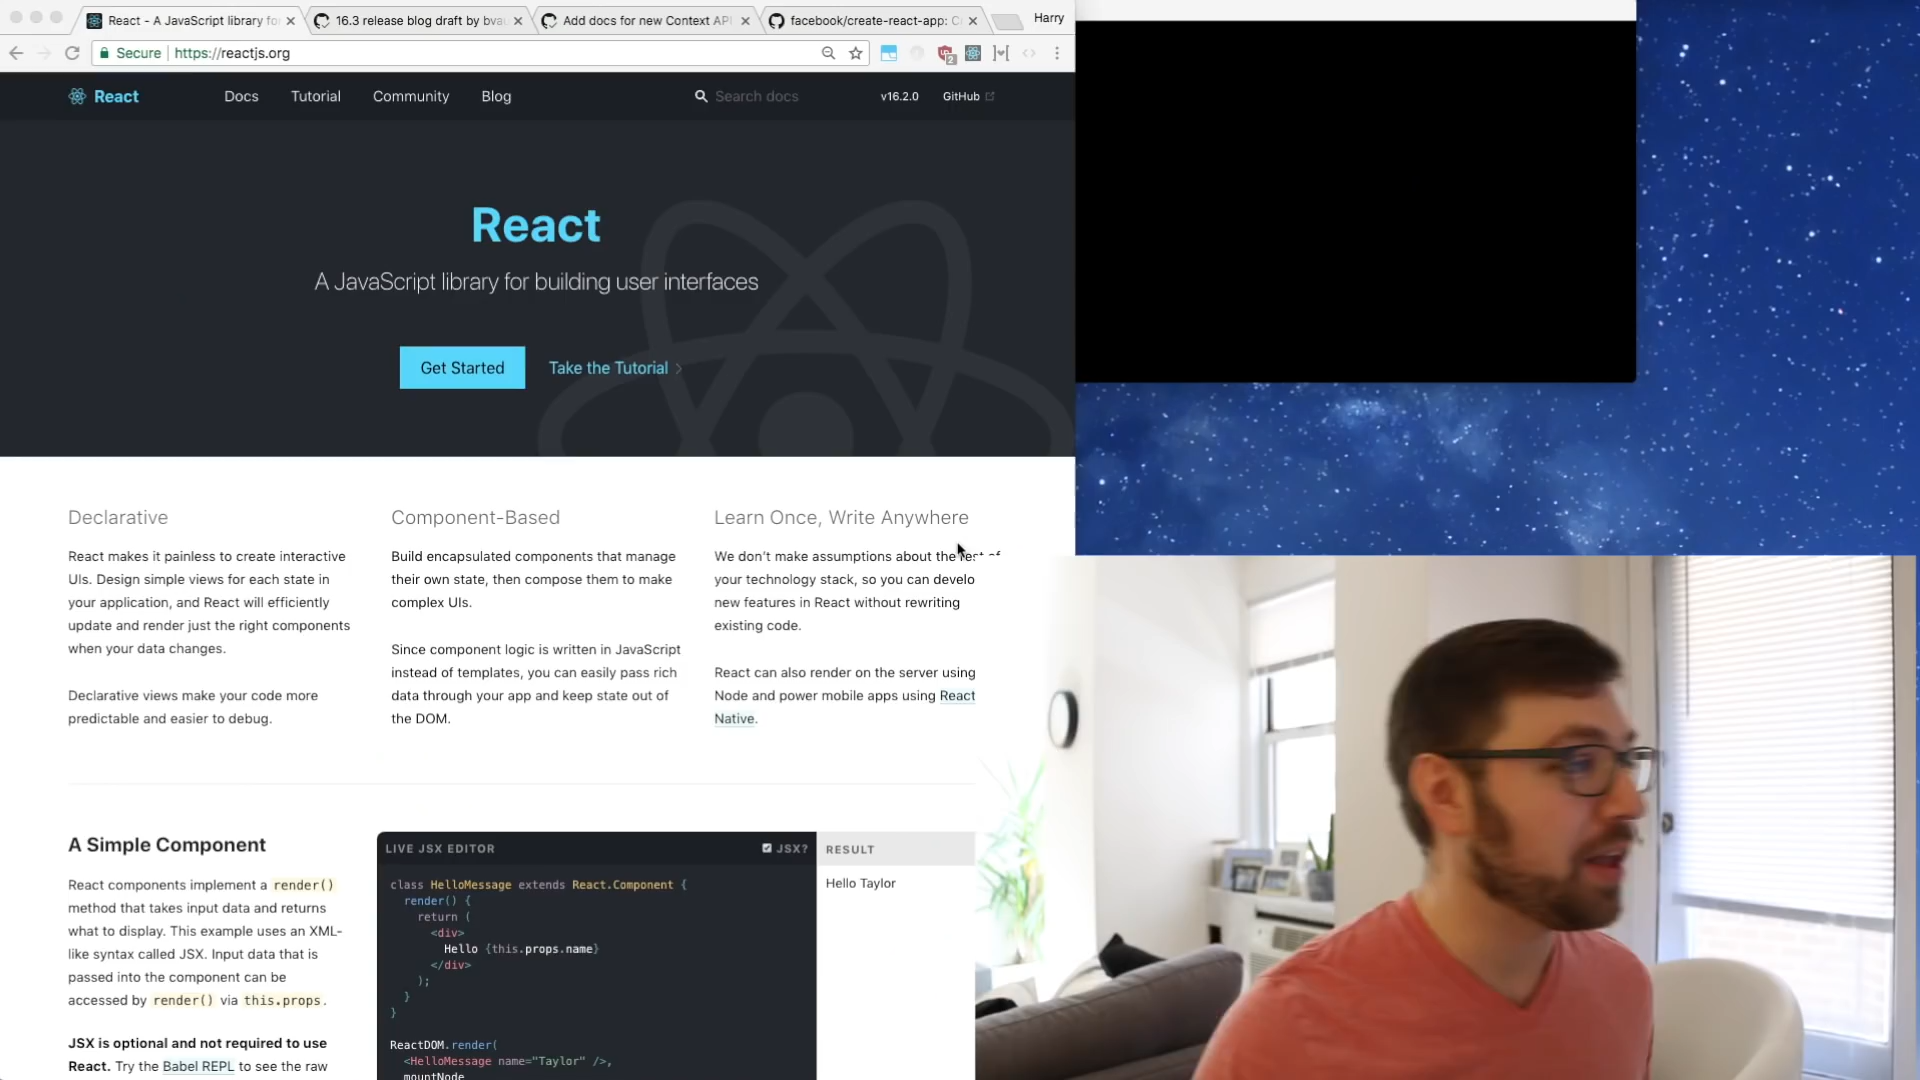 React - A JavaScript library fo
16.3 release blog draft by bva
Add docs for new Context API
facebook/create-react-app: C
Harry
Secure https://reactjs.org
2
React Docs Tutorial Community Blog Search docs v16.2.0 GitHub
React
A JavaScript library for building user interfaces
Get Started Take the Tutorial
Declarative
React makes it painless to create interactive
UIs. Design simple views for each state in
your application, and React will efficiently
update and render just the right components
when your data changes.
Declarative views make your code more
predictable and easier to debug.
Component-Based
Build encapsulated components that manage
their own state, then compose them to make
complex UIs.
Since component logic is written in JavaScript
instead of templates, you can easily pass rich
data through your app and keep state out of
the DOM.
Learn Once, Write Anywhere
We don't make assumptions about the rest of
your technology stack, so you can develo
new features in React without rewriting
existing code.
React can also render on the server using
Node and power mobile apps using React
Native.
A Simple Component
React components implement a render()
method that takes input data and returns
what to display. This example uses an XML-
like syntax called JSX. Input data that is
passed into the component can be
accessed by render() via this.props.
JSX is optional and not required to use
React. Try the Babel REPL to see the raw
LIVE JSX EDITOR JSX?
class HelloMessage extends React.Component {
render() {
return (
<div>
Hello {this.props.name}
</div>
);
}
}
ReactDOM.render(
<HelloMessage name="Taylor" />,
mountNode
RESULT
Hello Taylor